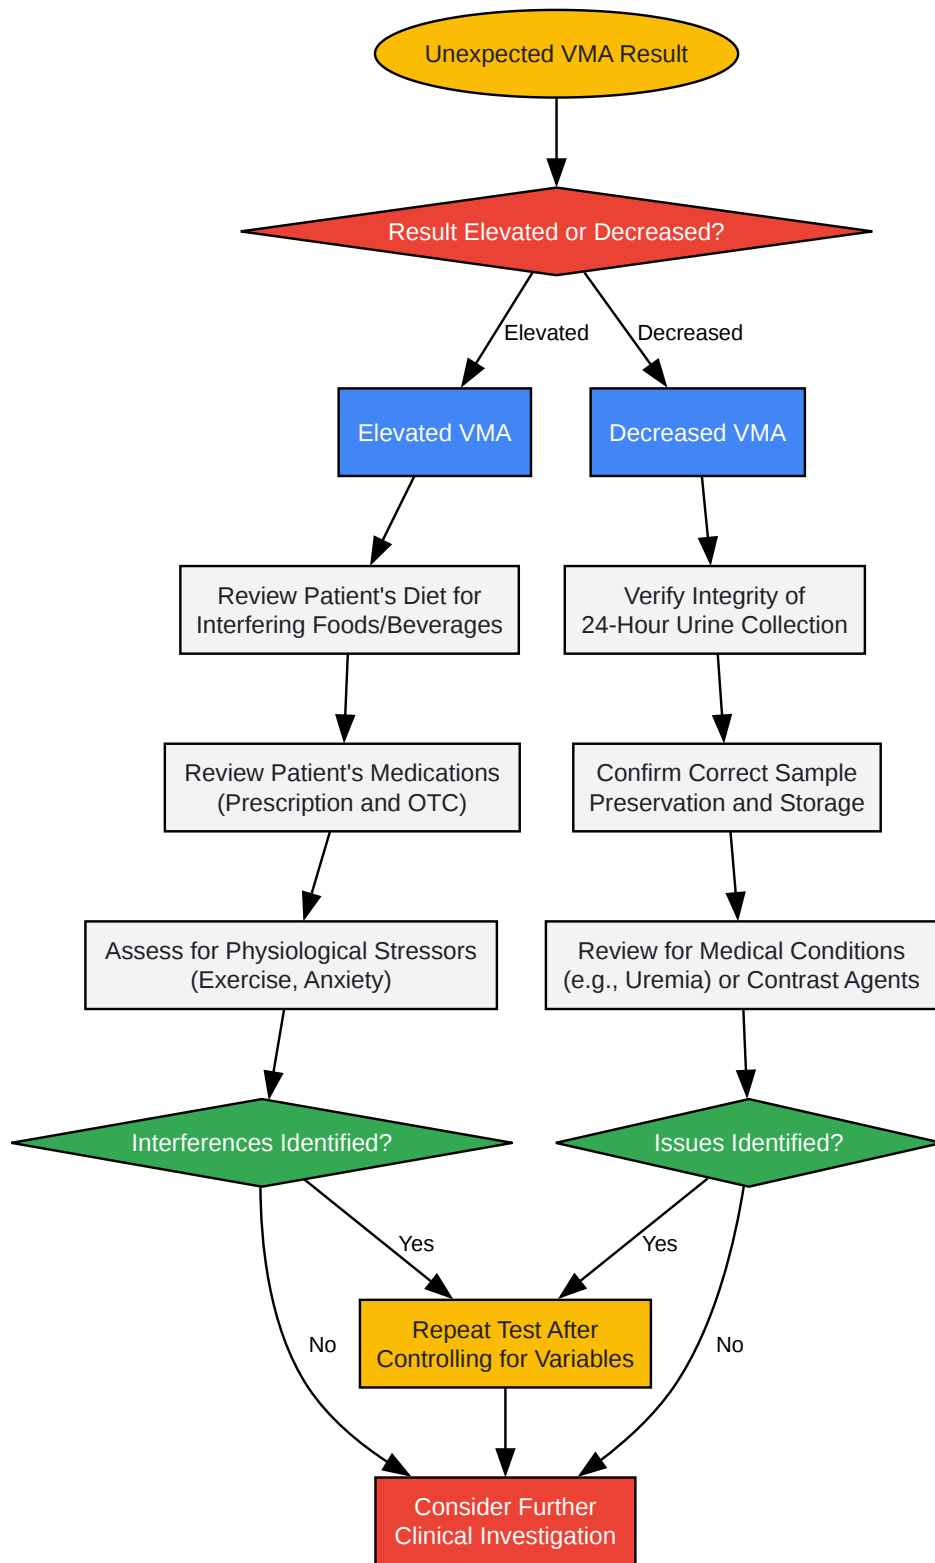 Unexpected VMA Result
Result Elevated or Decreased?
Elevated
Decreased
Elevated VMA
Decreased VMA
Review Patient's Diet for
Interfering Foods/Beverages
Verify Integrity of
24-Hour Urine Collection
Review Patient's Medications
(Prescription and OTC)
Confirm Correct Sample
Preservation and Storage
Assess for Physiological Stressors
(Exercise, Anxiety)
Review for Medical Conditions
(e.g., Uremia) or Contrast Agents
Interferences Identified?
Issues Identified?
Yes
Yes
Repeat Test After
Controlling for Variables
No
No
Consider Further
Clinical Investigation